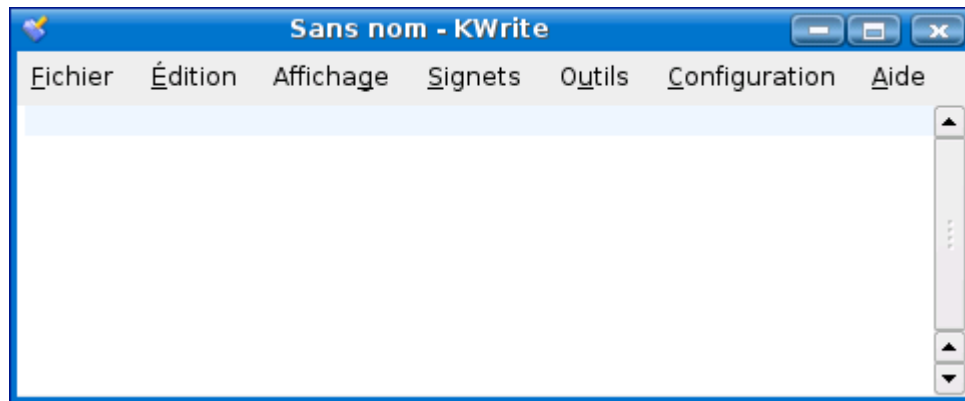 Sans nom - KWrite
Fichier Édition Affichage Signets Outils Configuration Aide